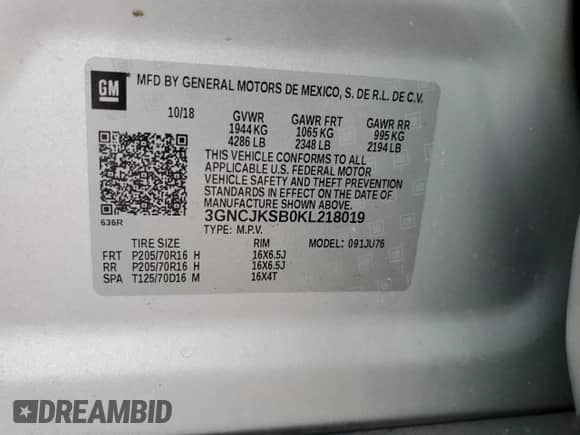 GM
MFD BY GENERAL MOTORS DE MEXICO, S. DE R.L. DE C.V.
10/18 GVWR GAWR FRT GAWR RR
1944 KG 1065 KG 995 KG
4286 LB 2348 LB 2194 LB
THIS VEHICLE CONFORMS TO ALL
APPLICABLE U.S. FEDERAL MOTOR
VEHICLE SAFETY AND THEFT PREVENTION
STANDARDS IN EFFECT ON THE DATE OF
MANUFACTURE SHOWN ABOVE.
636R
3GNCJKSB0KL218019
TYPE: M.P.V.
TIRE SIZE RIM MODEL: 091JU76
FRT P205/70R16 H 16X6.5J
RR P205/70R16 H 16X6.5J
SPA T125/70D16 M 16X4T
DREAMBID